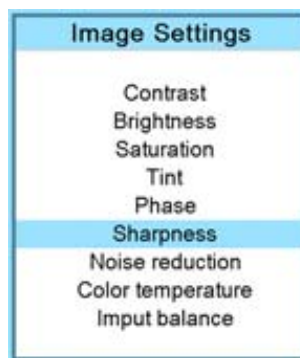 Image Settings
Contrast
Brightness
Saturation
Tint
Phase
Sharpness
Noise reduction
Color temperature
Imput balance